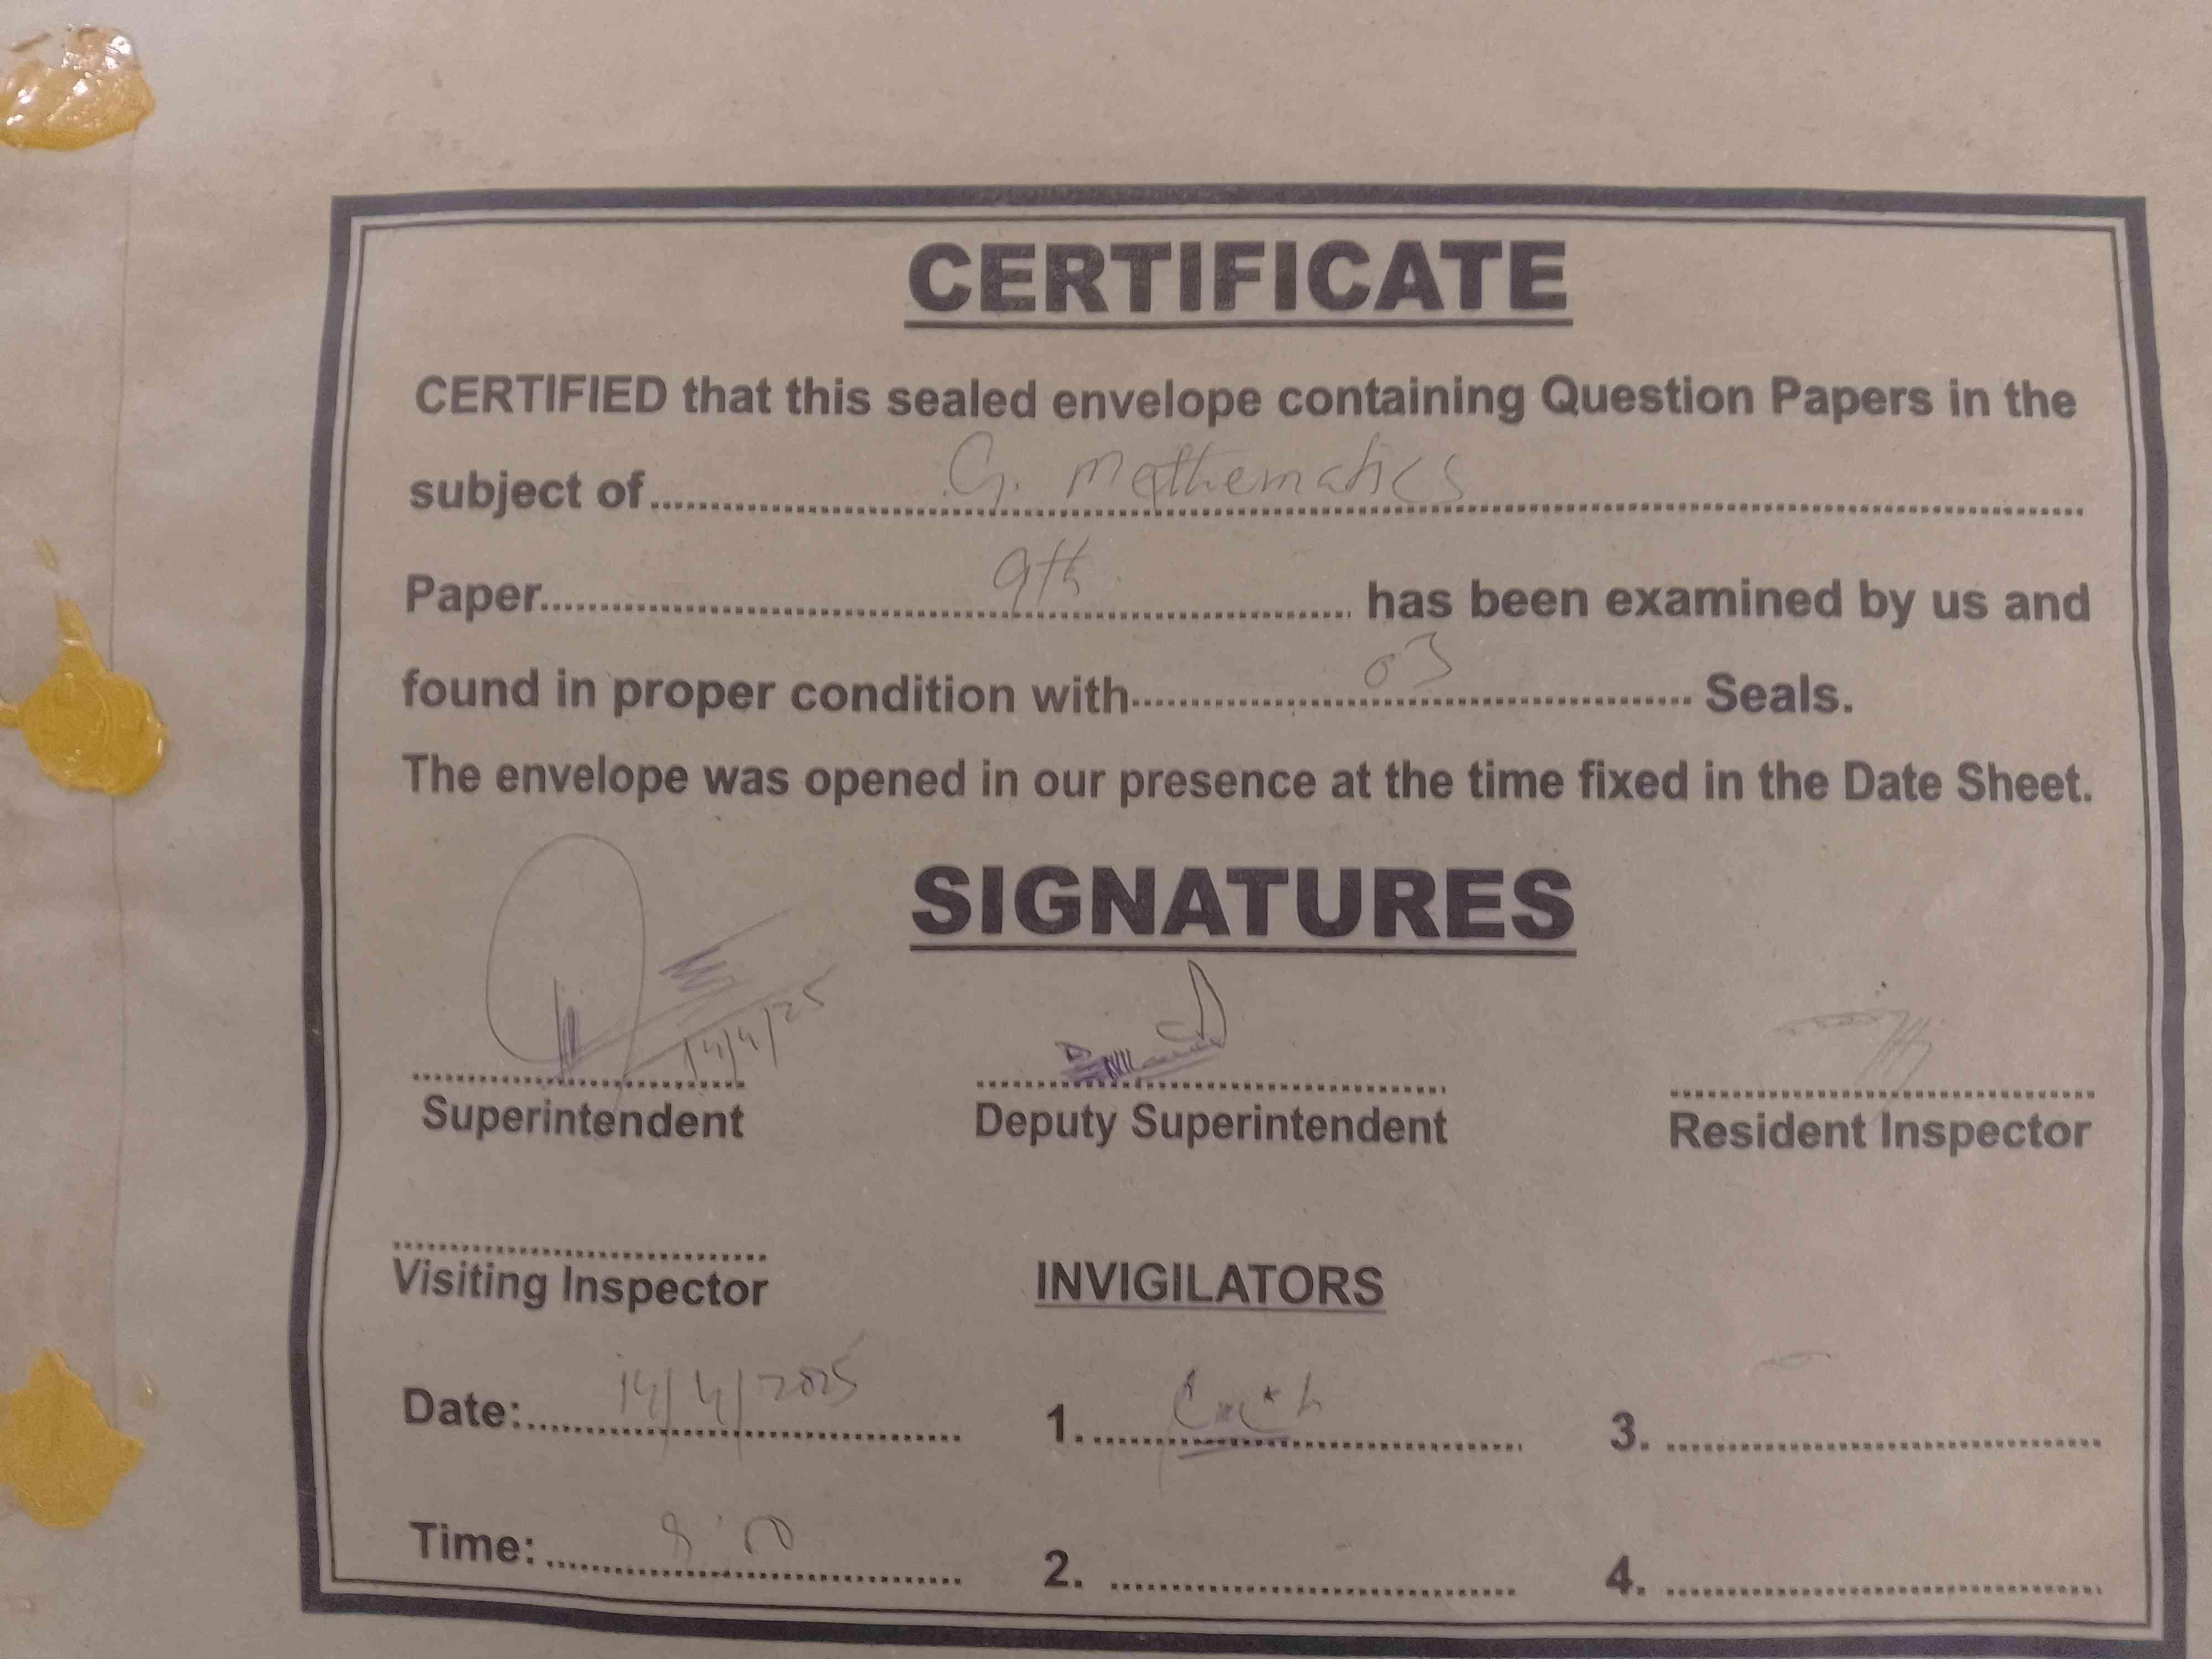 CERTIFICATE
CERTIFIED that this sealed envelope containing Question Papers in the
subject of G. Mathematics
Paper 9th has been examined by us and
found in proper condition with 03 Seals.
The envelope was opened in our presence at the time fixed in the Date Sheet.
SIGNATURES
14/4/25
Superintendent Deputy Superintendent Resident Inspector
Visiting Inspector INVIGILATORS
Date: 14/4/2025 1. 3.
Time: 2. 4.